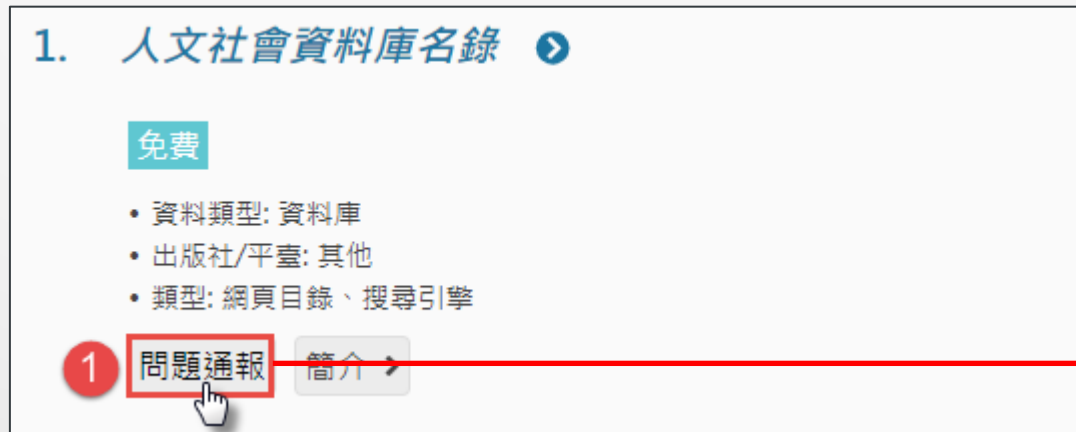 1. 人文社會資料庫名錄
免費
• 資料類型: 資料庫
• 出版社/平臺: 其他
• 類型: 網頁目錄、搜尋引擎
1 問題通報 簡介